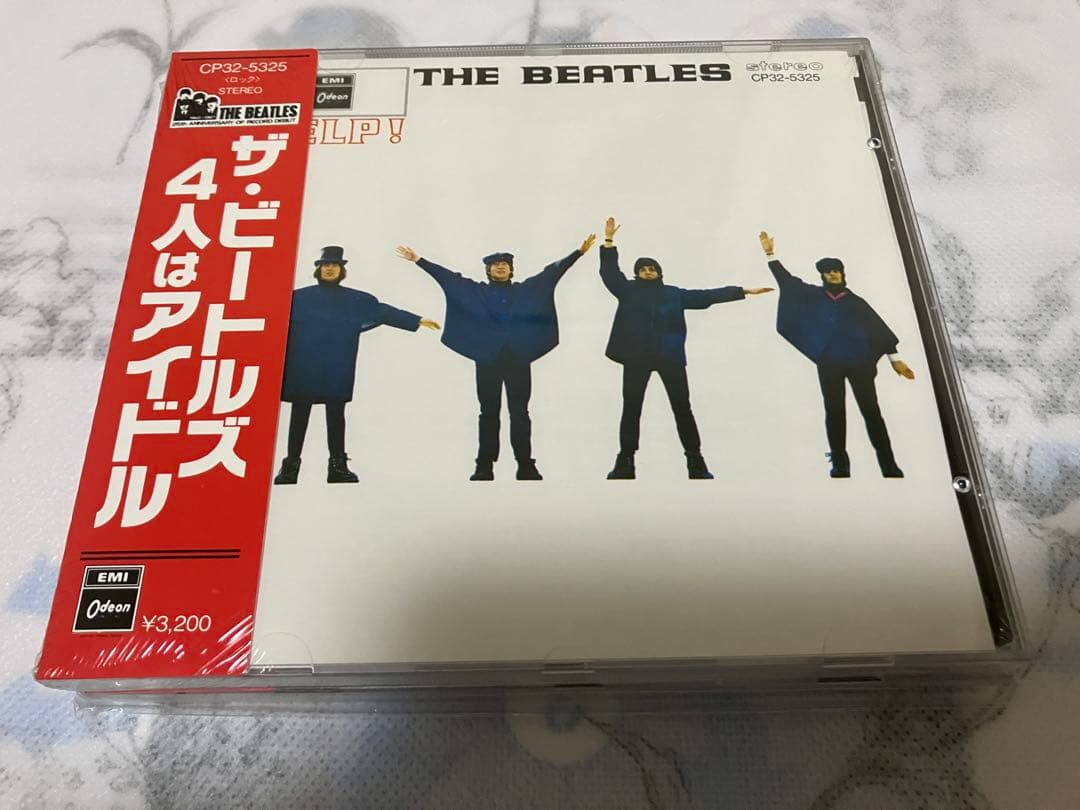 CP32-5325
〈ロック〉
STEREO
THE BEATLES
25th ANNIVERSARY OF RECORD DEBUT
ザ・ビートルズ
4人はアイドル
EMI
Odeon
¥3,200
EMI
Odeon
THE BEATLES
stereo
CP32-5325
ELP!